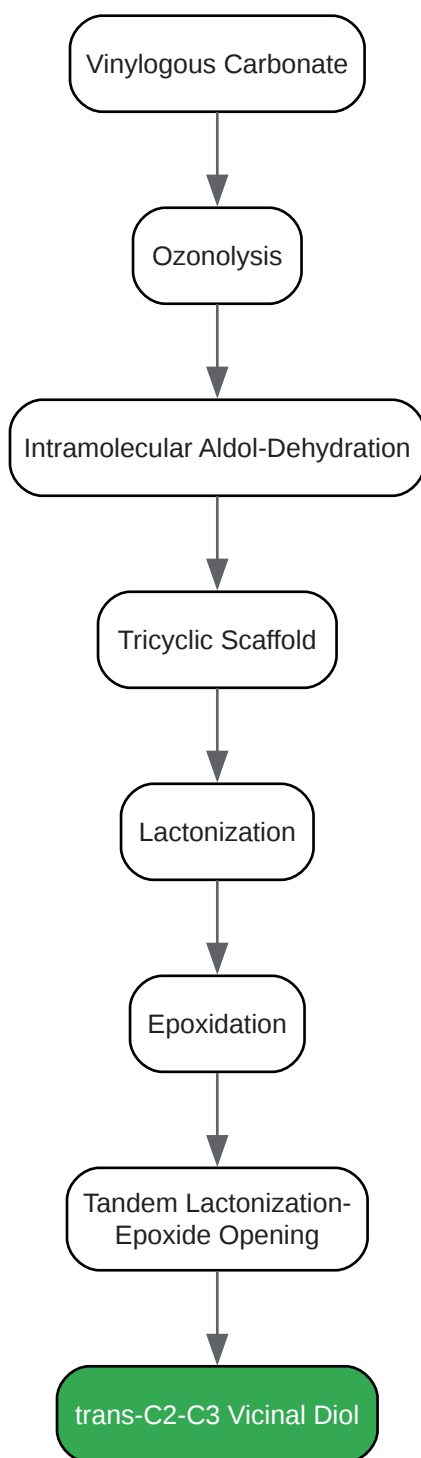 Vinylogous Carbonate
Ozonolysis
Intramolecular Aldol-Dehydration
Tricyclic Scaffold
Lactonization
Epoxidation
Tandem Lactonization-
Epoxide Opening
trans-C2-C3 Vicinal Diol